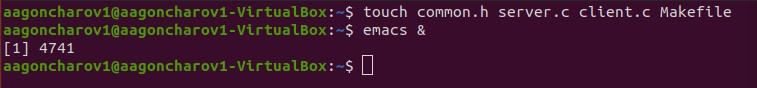 aagoncharov1@aagoncharov1-VirtualBox:~$ touch common.h server.c client.c Makefile
aagoncharov1@aagoncharov1-VirtualBox:~$ emacs &
[1] 4741
aagoncharov1@aagoncharov1-VirtualBox:~$